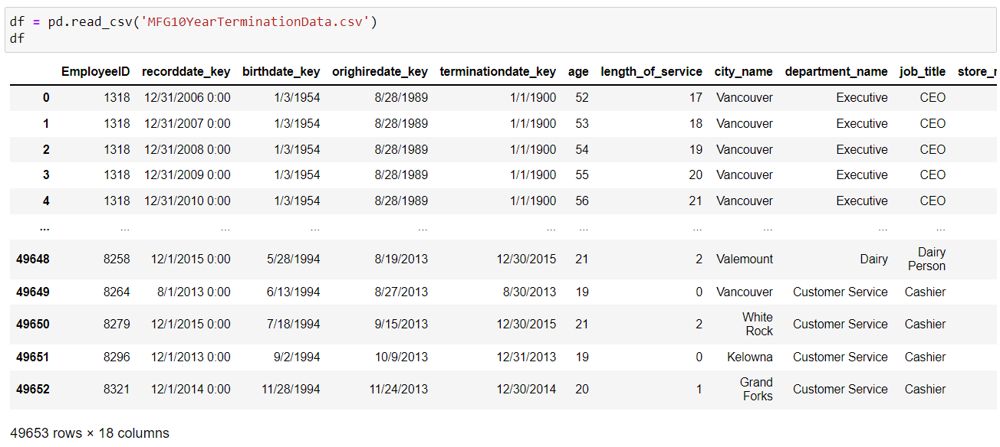 df = pd.read_csv('MFG10YearTerminationData.csv')
df
EmployeeID recorddate_key birthdate_key orighiredate_key terminationdate_key age length_of_service city_name department_name job_title store_n
0 1318 12/31/2006 0:00 1/3/1954 8/28/1989 1/1/1900 52 17 Vancouver Executive CEO
1 1318 12/31/2007 0:00 1/3/1954 8/28/1989 1/1/1900 53 18 Vancouver Executive CEO
2 1318 12/31/2008 0:00 1/3/1954 8/28/1989 1/1/1900 54 19 Vancouver Executive CEO
3 1318 12/31/2009 0:00 1/3/1954 8/28/1989 1/1/1900 55 20 Vancouver Executive CEO
4 1318 12/31/2010 0:00 1/3/1954 8/28/1989 1/1/1900 56 21 Vancouver Executive CEO
... ... ... ... ... ... ... ... ... ... ...
49648 8258 12/1/2015 0:00 5/28/1994 8/19/2013 12/30/2015 21 2 Valemount Dairy Dairy Person
49649 8264 8/1/2013 0:00 6/13/1994 8/27/2013 8/30/2013 19 0 Vancouver Customer Service Cashier
49650 8279 12/1/2015 0:00 7/18/1994 9/15/2013 12/30/2015 21 2 White Rock Customer Service Cashier
49651 8296 12/1/2013 0:00 9/2/1994 10/9/2013 12/31/2013 19 0 Kelowna Customer Service Cashier
49652 8321 12/1/2014 0:00 11/28/1994 11/24/2013 12/30/2014 20 1 Grand Forks Customer Service Cashier
49653 rows × 18 columns